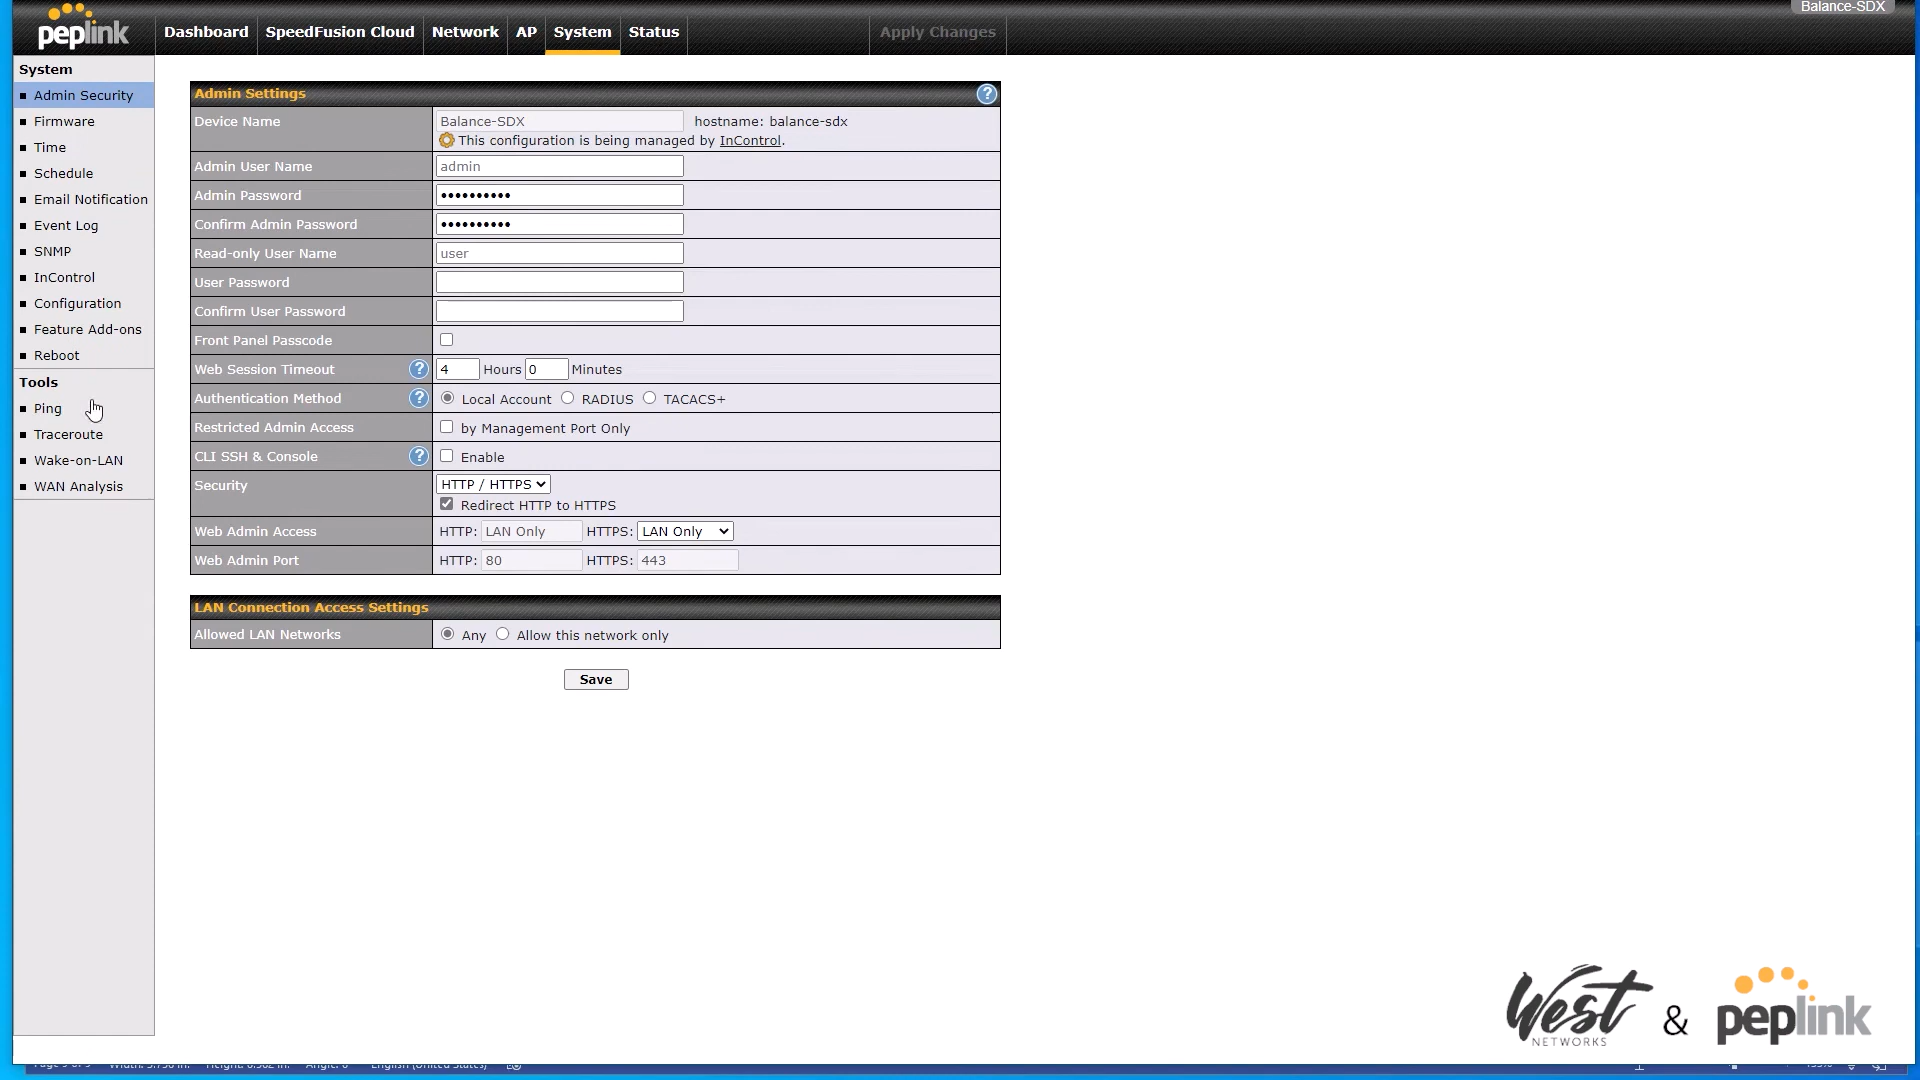 Balance-SDX
peplink
Dashboard SpeedFusion Cloud Network AP System Status Apply Changes
System
Admin Security
Firmware
Time
Schedule
Email Notification
Event Log
SNMP
InControl
Configuration
Feature Add-ons
Reboot
Tools
Ping
Traceroute
Wake-on-LAN
WAN Analysis
Admin Settings ?
Device Name Balance-SDX hostname: balance-sdx
This configuration is being managed by InControl.
Admin User Name admin
Admin Password ••••••••••
Confirm Admin Password ••••••••••
Read-only User Name user
User Password
Confirm User Password
Front Panel Passcode
Web Session Timeout ? 4 Hours 0 Minutes
Authentication Method ? Local Account RADIUS TACACS+
Restricted Admin Access by Management Port Only
CLI SSH & Console ? Enable
Security HTTP / HTTPS
Redirect HTTP to HTTPS
Web Admin Access HTTP: LAN Only HTTPS: LAN Only
Web Admin Port HTTP: 80 HTTPS: 443
LAN Connection Access Settings
Allowed LAN Networks Any Allow this network only
Save
West NETWORKS & peplink
English (United States)